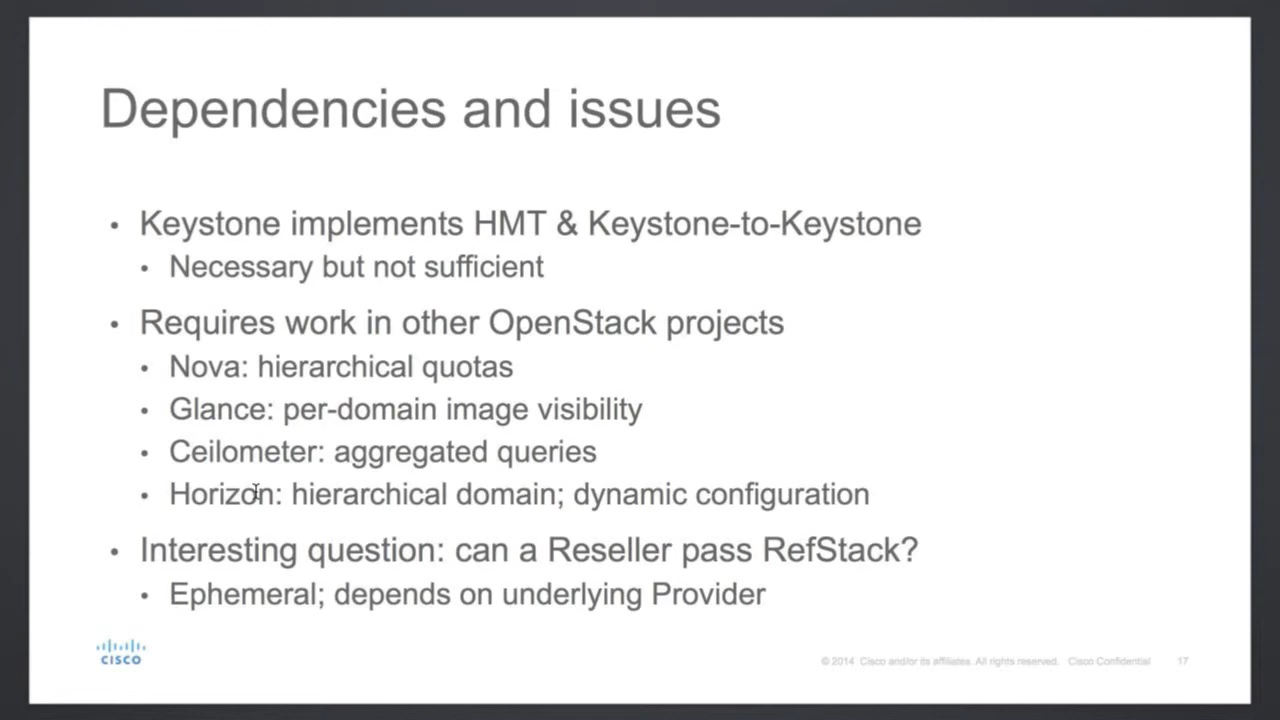 Dependencies and issues
• Keystone implements HMT & Keystone-to-Keystone
• Necessary but not sufficient
• Requires work in other OpenStack projects
• Nova: hierarchical quotas
• Glance: per-domain image visibility
• Ceilometer: aggregated queries
• Horizon: hierarchical domain; dynamic configuration
• Interesting question: can a Reseller pass RefStack?
• Ephemeral; depends on underlying Provider
CISCO
© 2014 Cisco and/or its affiliates. All rights reserved. Cisco Confidential 17